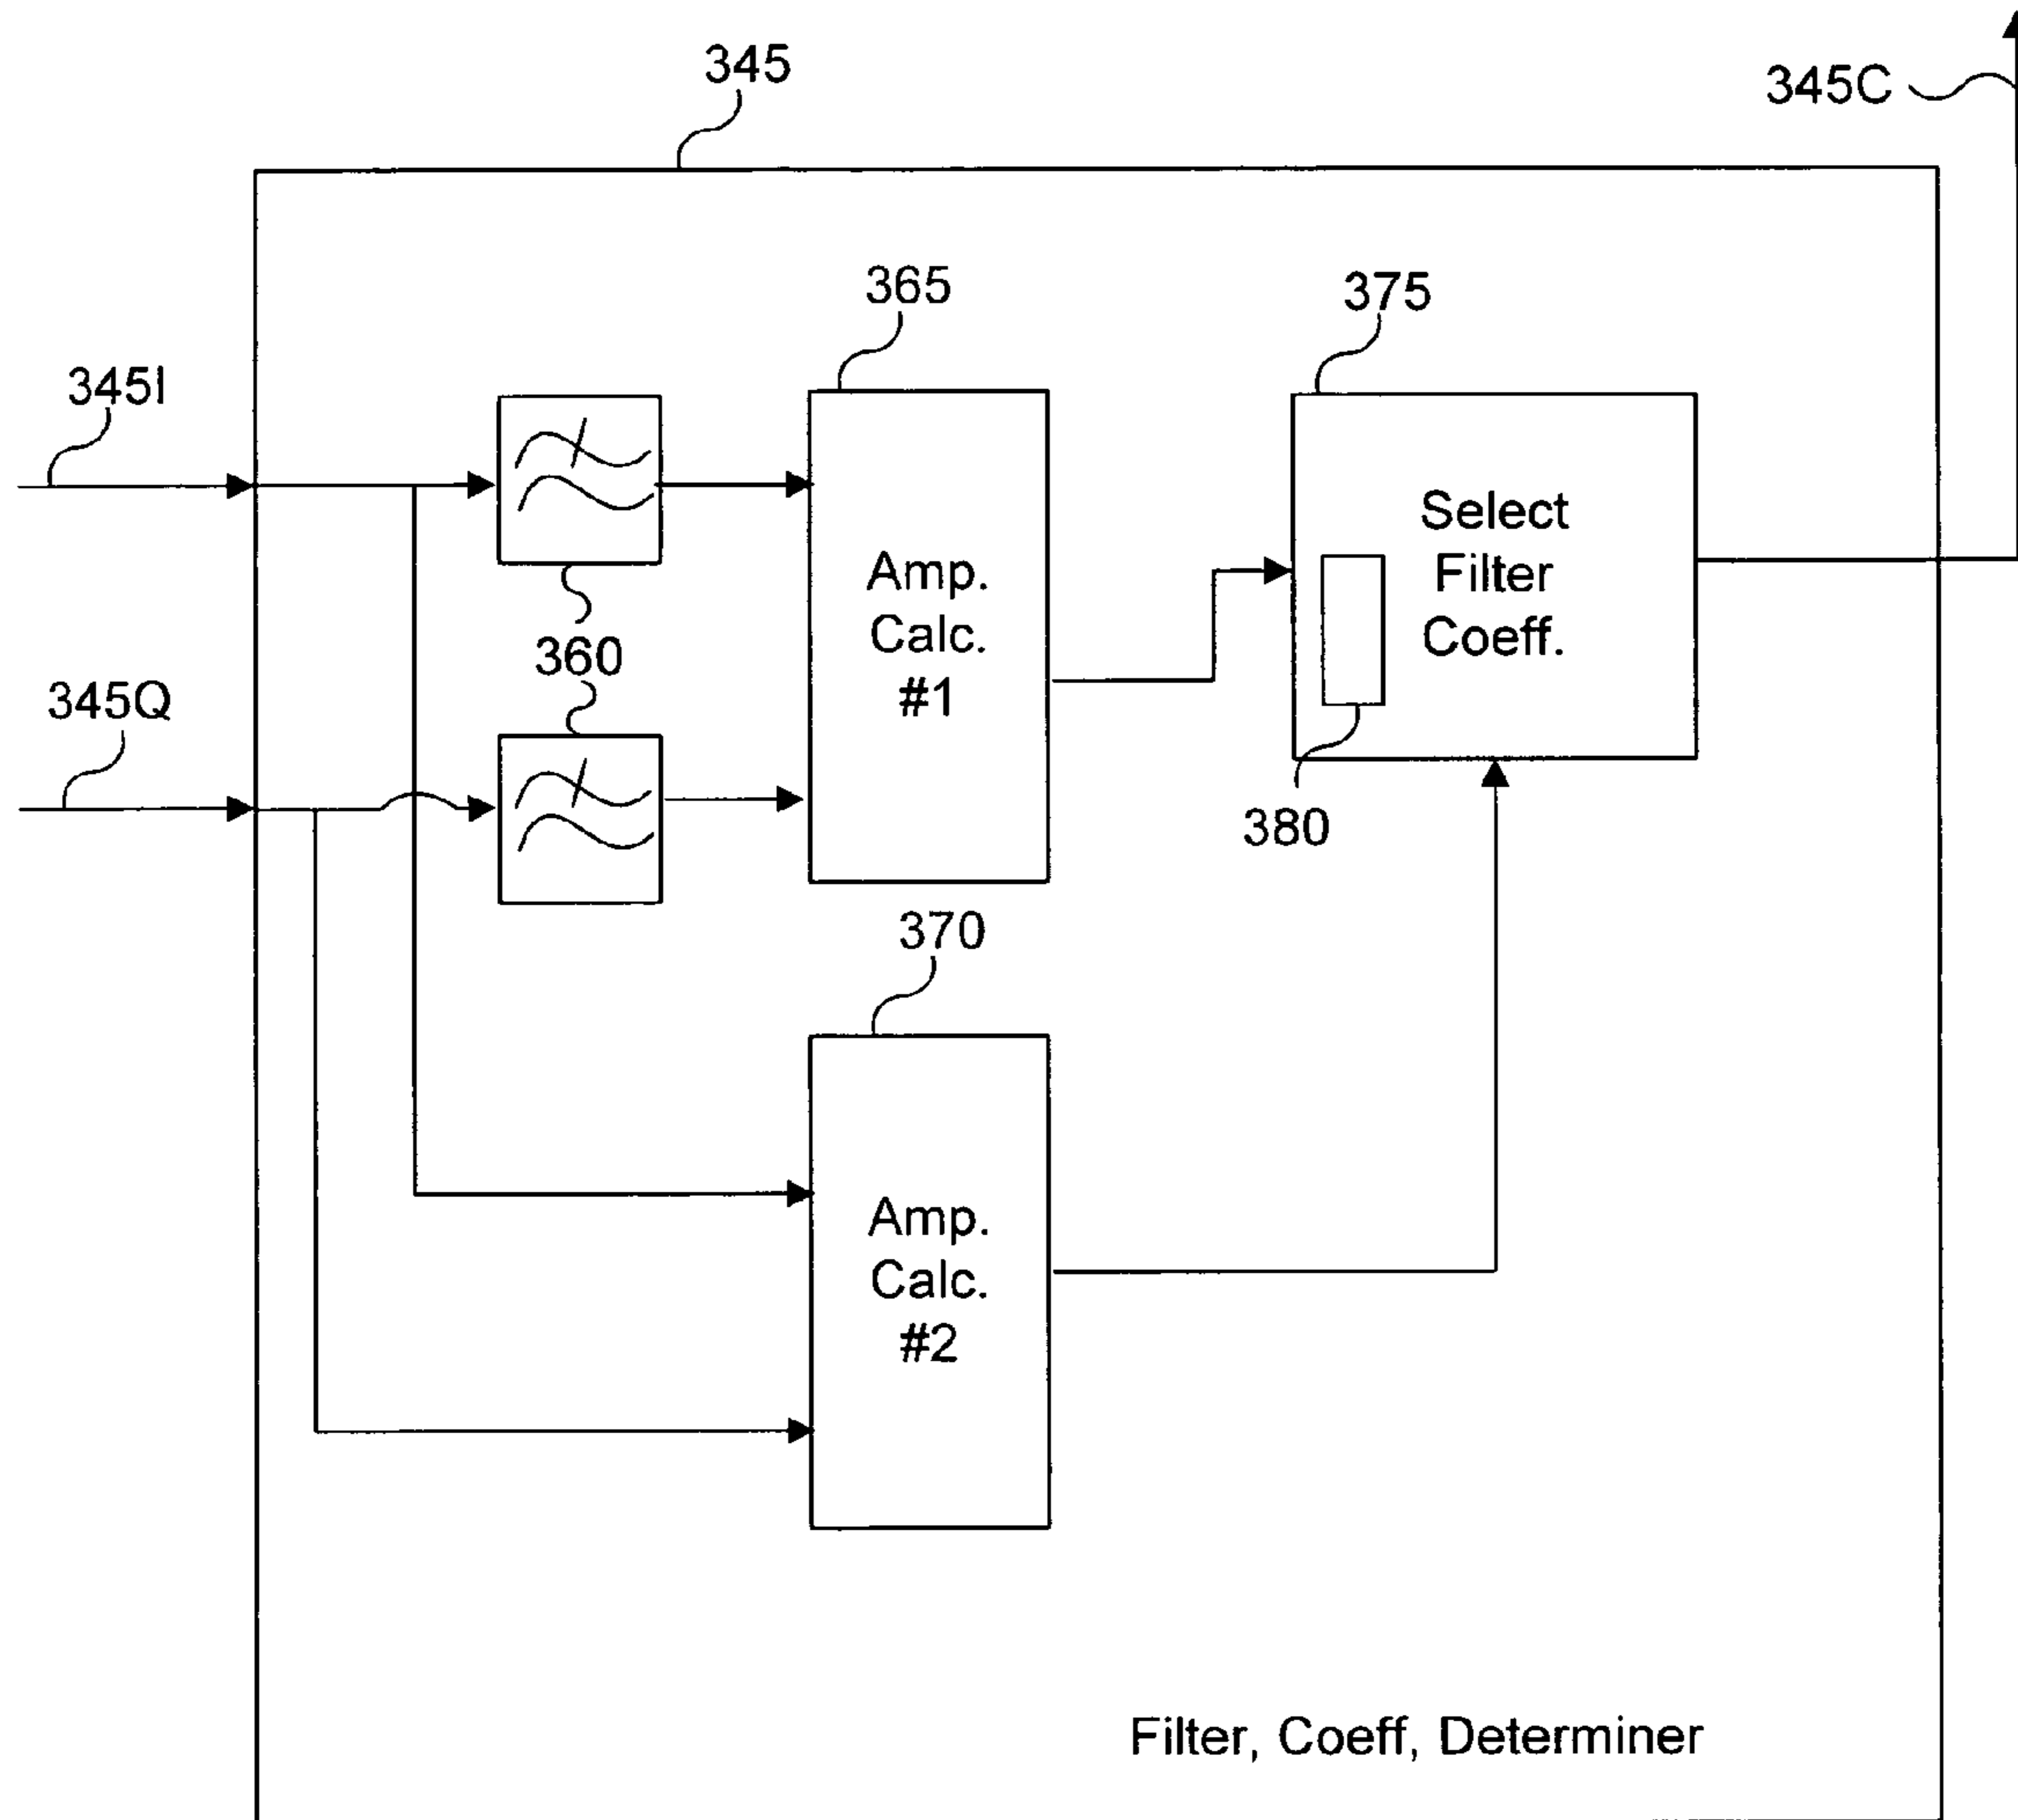 345
345C
365
375
345I
Select
Filter
Coeff.
Amp.
Calc.
#1
360
345Q
380
370
Amp.
Calc.
#2
Filter, Coeff, Determiner